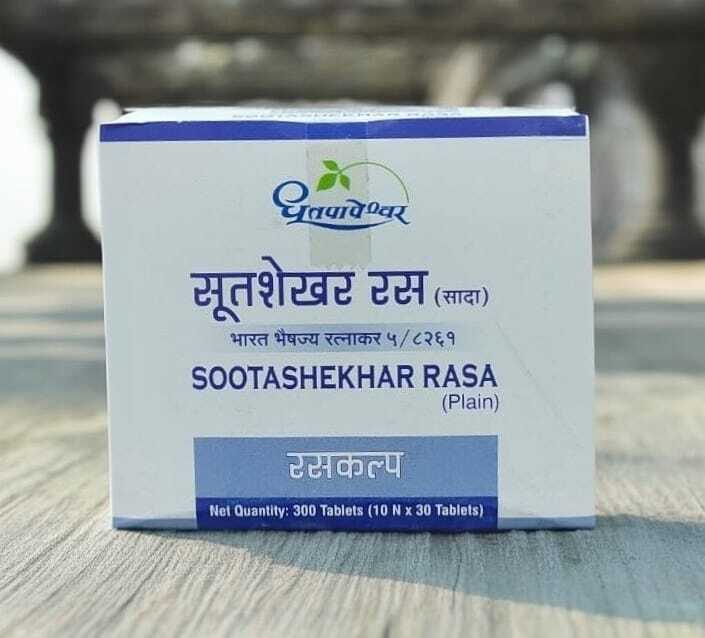 धूतपापेश्वर
सूतशेखर रस (सादा)
भारत भैषज्य रत्नाकर ५/८२६१
SOOTASHEKHAR RASA
(Plain)
रसकल्प
Net Quantity: 300 Tablets (10 N x 30 Tablets)